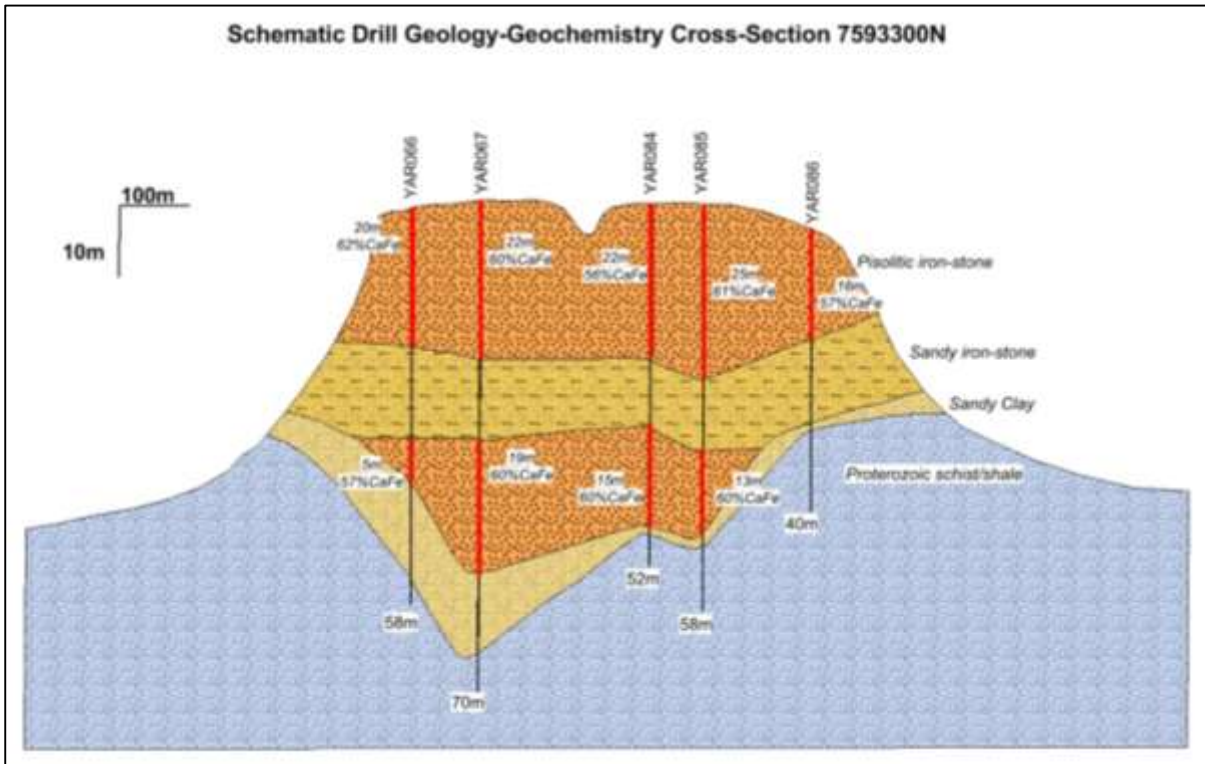 Schematic Drill Geology-Geochemistry Cross-Section 7593300N
YAR066
YAR067
YAR084
YAR085
YAR086
100m
10m
20m
62%CaFe
22m
60%CaFe
22m
56%CaFe
25m
61%CaFe
16m
57%CaFe
Pisolitic iron-stone
Sandy iron-stone
Sandy Clay
Proterozoic schist/shale
5m
57%CaFe
19m
60%CaFe
15m
60%CaFe
13m
60%CaFe
40m
52m
58m
58m
70m